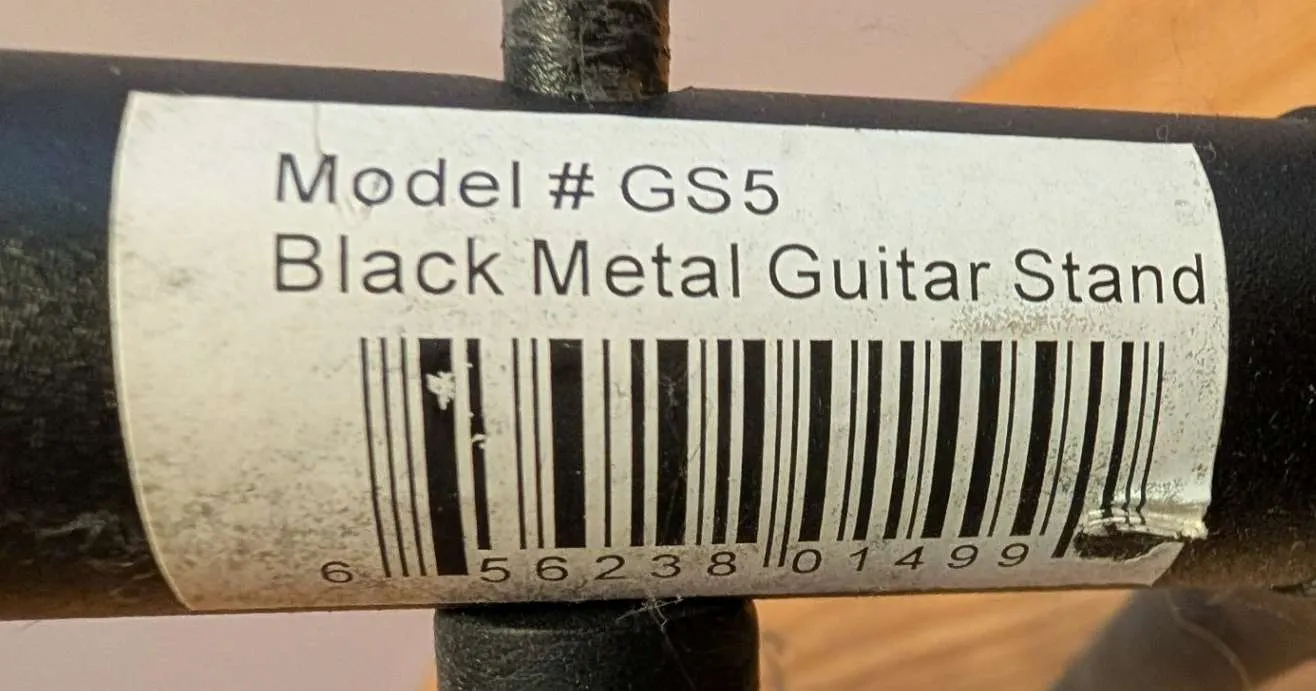 Model # GS5
Black Metal Guitar Stand
6 56238 01499